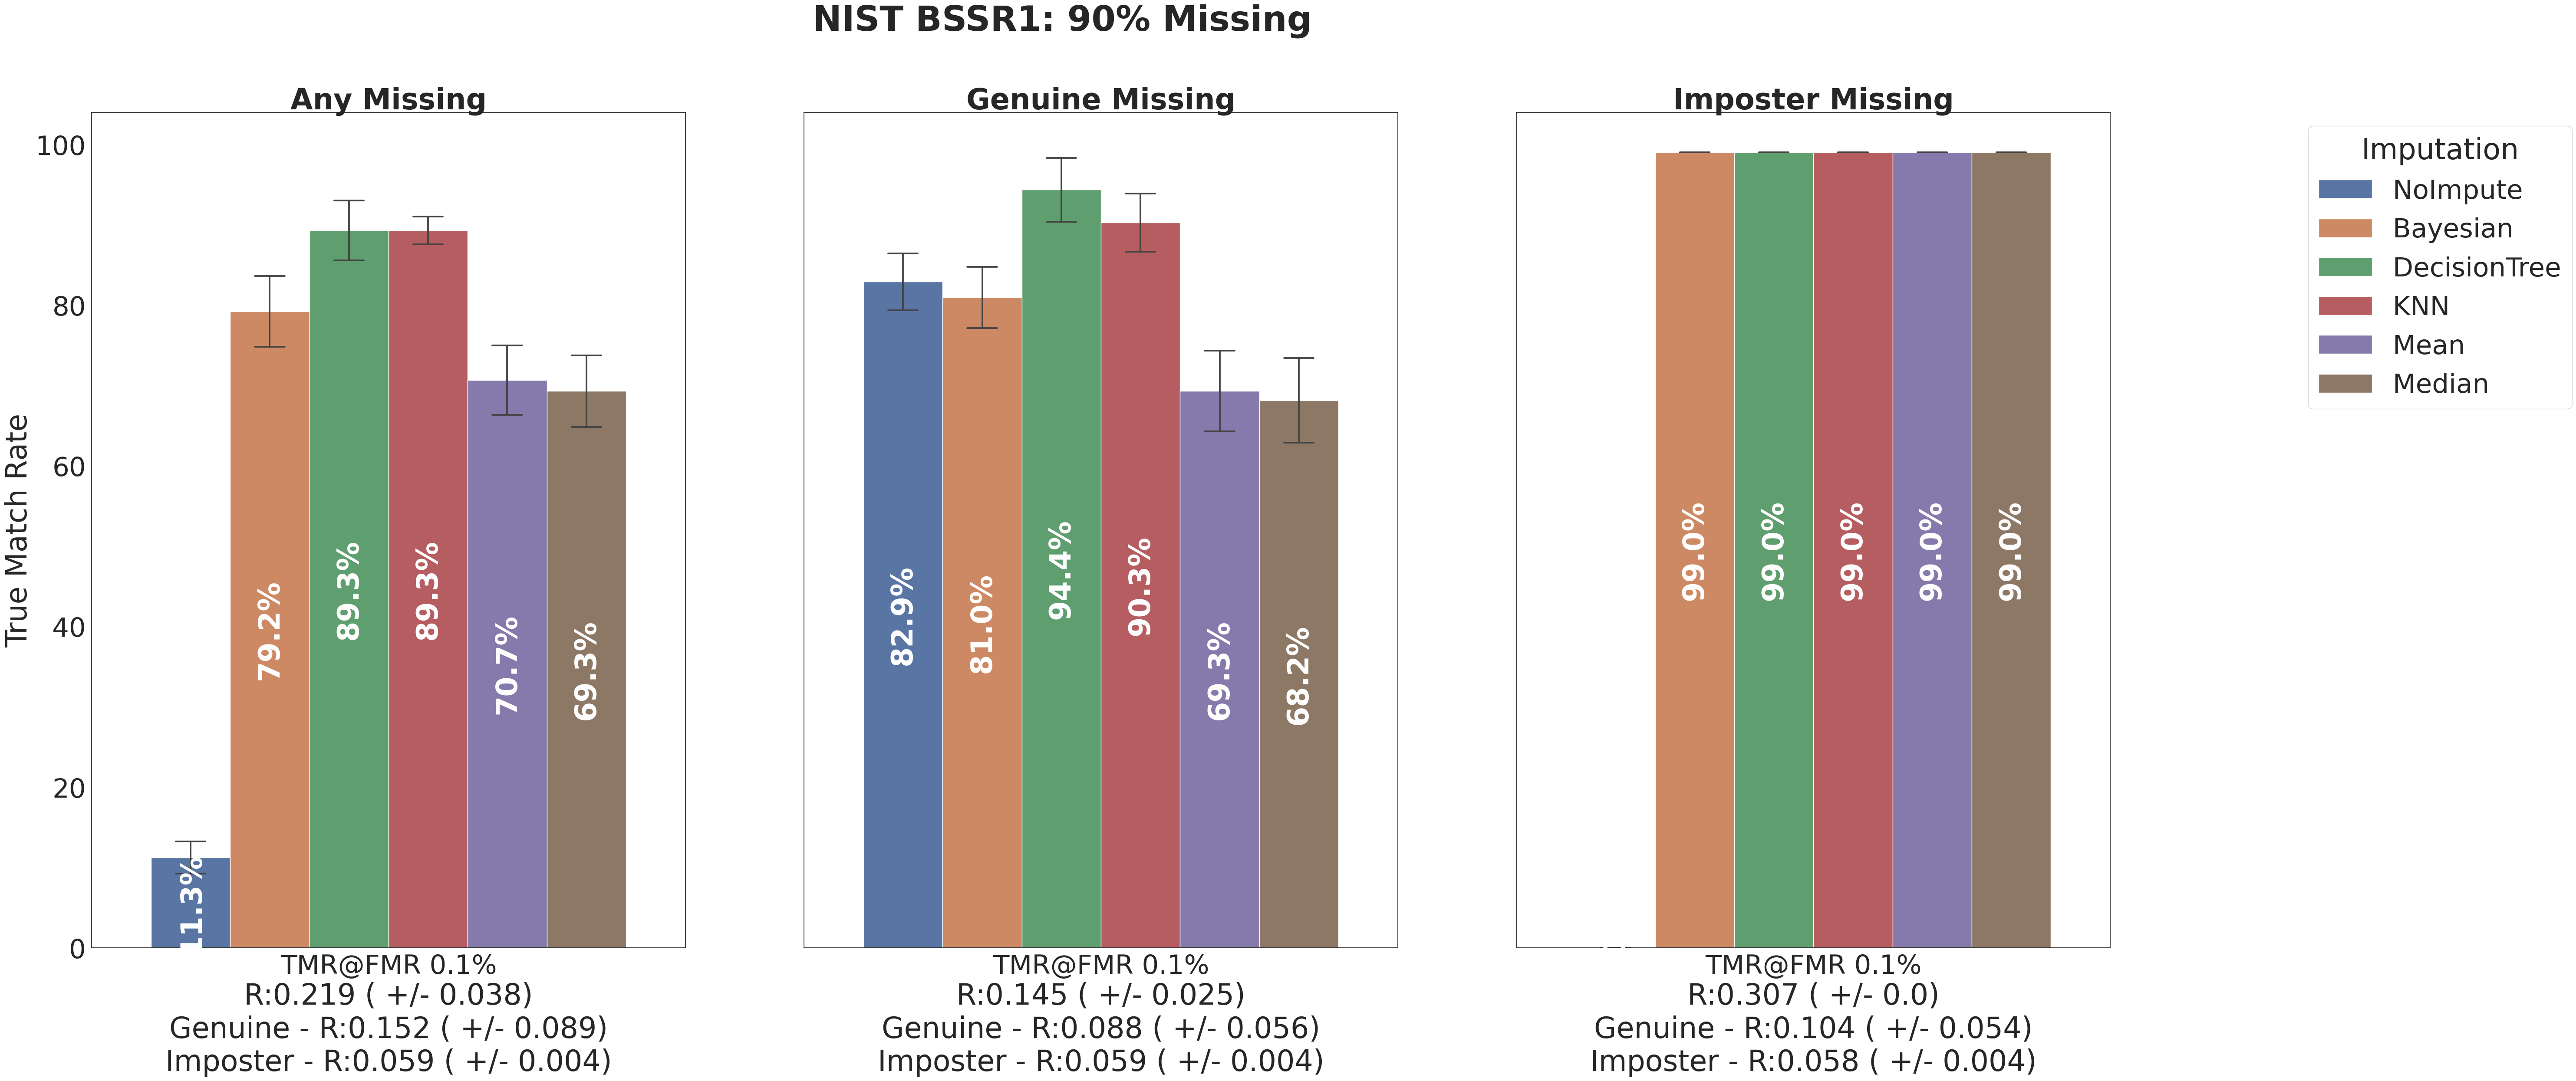 NIST BSSR1: 90% Missing
Any Missing
Genuine Missing
Imposter Missing
True Match Rate
100
80
60
40
20
0
11.3%
79.2%
89.3%
89.3%
70.7%
69.3%
82.9%
81.0%
94.4%
90.3%
69.3%
68.2%
99.0%
99.0%
99.0%
99.0%
99.0%
TMR@FMR 0.1%
R:0.219 ( +/- 0.038)
Genuine - R:0.152 ( +/- 0.089)
Imposter - R:0.059 ( +/- 0.004)
TMR@FMR 0.1%
R:0.145 ( +/- 0.025)
Genuine - R:0.088 ( +/- 0.056)
Imposter - R:0.059 ( +/- 0.004)
TMR@FMR 0.1%
R:0.307 ( +/- 0.0)
Genuine - R:0.104 ( +/- 0.054)
Imposter - R:0.058 ( +/- 0.004)
Imputation
NoImpute
Bayesian
DecisionTree
KNN
Mean
Median